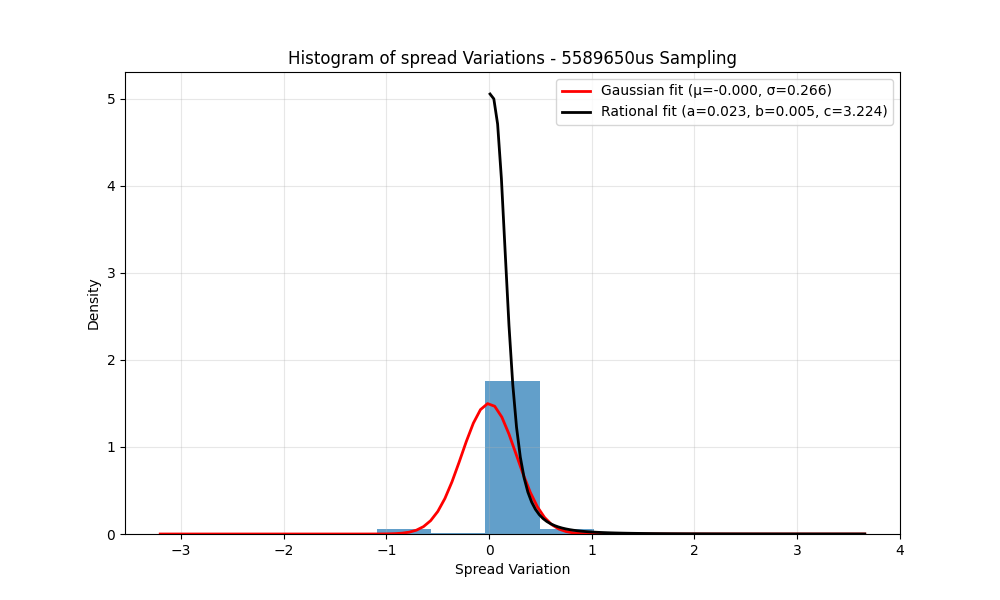 Histogram of spread Variations - 5589650us Sampling
Gaussian fit (μ=-0.000, σ=0.266)
Rational fit (a=0.023, b=0.005, c=3.224)
5
4
3
2
1
0
Density
−3 −2 −1 0 1 2 3 4
Spread Variation